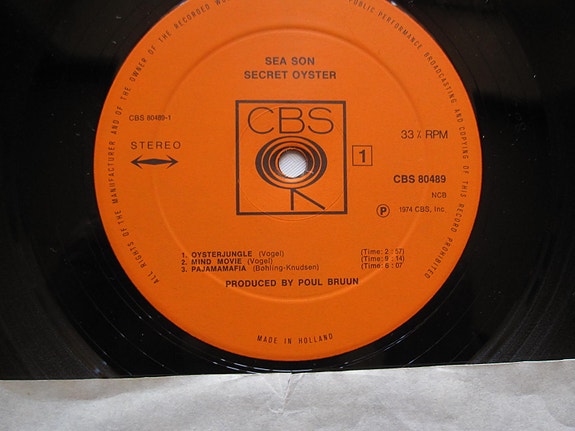 ALL RIGHTS OF THE MANUFACTURER AND OF THE OWNER OF THE RECORDED
PUBLIC PERFORMANCE BROADCASTING AND COPYING OF THIS RECORD PROHIBITED
SEA SON
SECRET OYSTER
CBS 80489-1
STEREO
CBS
33⅓ RPM
1
CBS 80489
NCB
Ⓟ 1974 CBS, Inc.
1. OYSTERJUNGLE (Vogel) (Time: 2:57)
2. MIND MOVIE (Vogel) (Time: 9:14)
3. PAJAMAMAFIA (Bøhling-Knudsen) (Time: 6:07)
PRODUCED BY POUL BRUUN
MADE IN HOLLAND